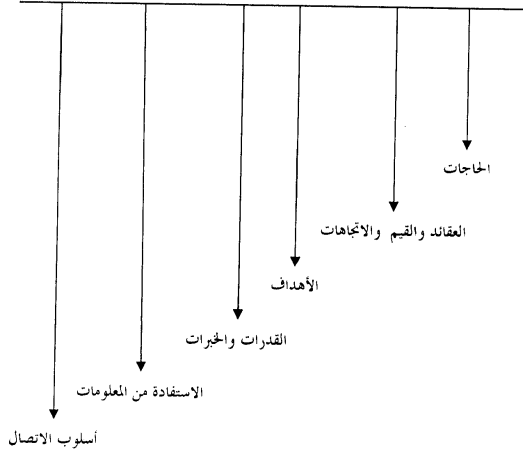 الحاجات
العقائد والقيم والاتجاهات
الأهداف
القدرات والخبرات
الاستفادة من المعلومات
أسلوب الاتصال